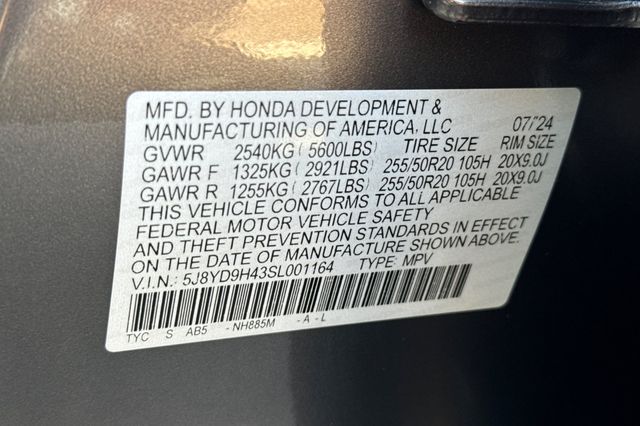 MFD. BY HONDA DEVELOPMENT &
MANUFACTURING OF AMERICA, LLC 07/24
GVWR 2540KG ( 5600LBS) TIRE SIZE RIM SIZE
GAWR F 1325KG ( 2921LBS) 255/50R20 105H 20X9.0J
GAWR R 1255KG ( 2767LBS) 255/50R20 105H 20X9.0J
THIS VEHICLE CONFORMS TO ALL APPLICABLE
FEDERAL MOTOR VEHICLE SAFETY
AND THEFT PREVENTION STANDARDS IN EFFECT
ON THE DATE OF MANUFACTURE SHOWN ABOVE.
V.I.N.: 5J8YD9H43SL001164 TYPE: MPV
TYC S AB5 - NH885M - A - L